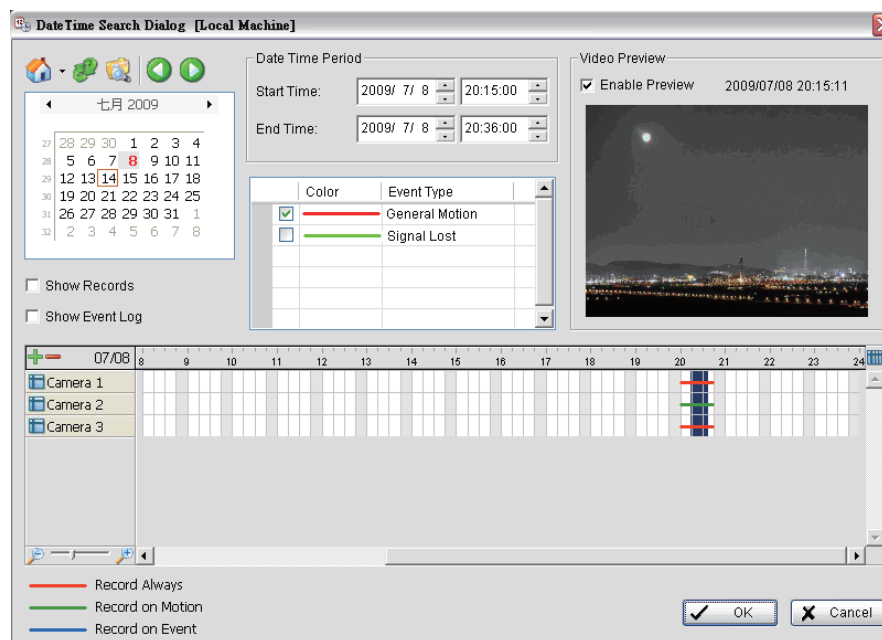 DateTime Search Dialog [Local Machine]
七月 2009
27 28 29 30 1 2 3 4
28 5 6 7 8 9 10 11
29 12 13 14 15 16 17 18
30 19 20 21 22 23 24 25
31 26 27 28 29 30 31 1
32 2 3 4 5 6 7 8
Show Records
Show Event Log
Date Time Period
Start Time: 2009/ 7/ 8 20:15:00
End Time: 2009/ 7/ 8 20:36:00
Color Event Type
General Motion
Signal Lost
Video Preview
Enable Preview 2009/07/08 20:15:11
07/08 8 9 10 11 12 13 14 15 16 17 18 19 20 21 22 23 24
Camera 1
Camera 2
Camera 3
Record Always
Record on Motion
Record on Event
OK
Cancel